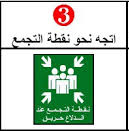 3
اتجه نحو نقطة التجمع
نقطة التجمع عند
اندلاع حريق